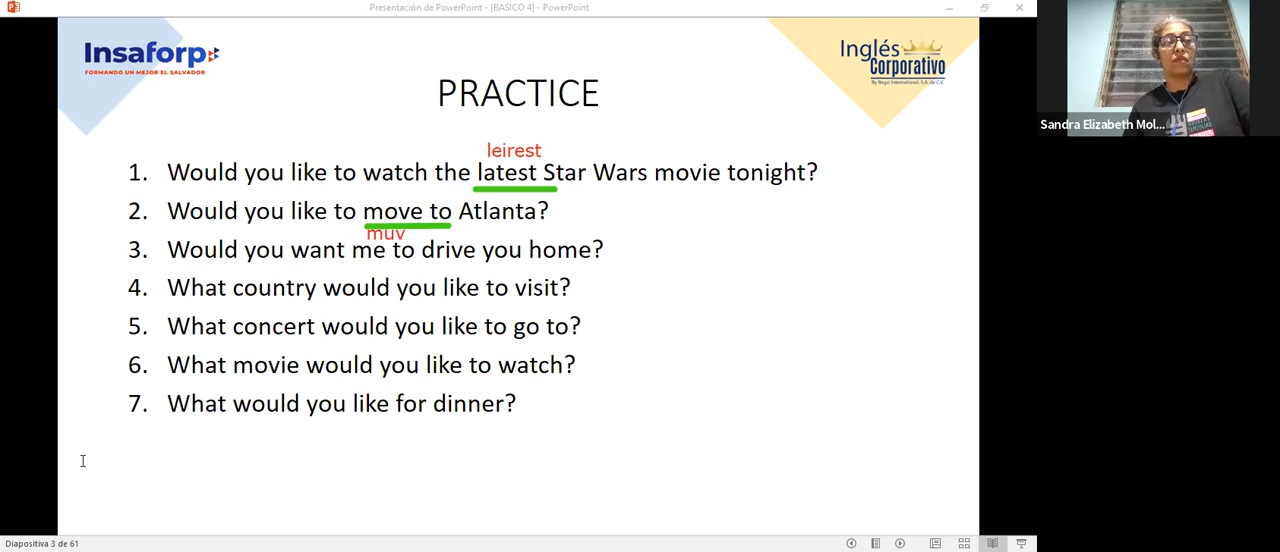 Presentación de PowerPoint - [BASICO 4] - PowerPoint
Insaforp
FORMANDO UN MEJOR EL SALVADOR
Inglés
Corporativo
By Regal International, S.A. de C.V.
PRACTICE
leirest
1. Would you like to watch the latest Star Wars movie tonight?
2. Would you like to move to Atlanta?
muv
3. Would you want me to drive you home?
4. What country would you like to visit?
5. What concert would you like to go to?
6. What movie would you like to watch?
7. What would you like for dinner?
Sandra Elizabeth Mol...
Diapositiva 3 de 61